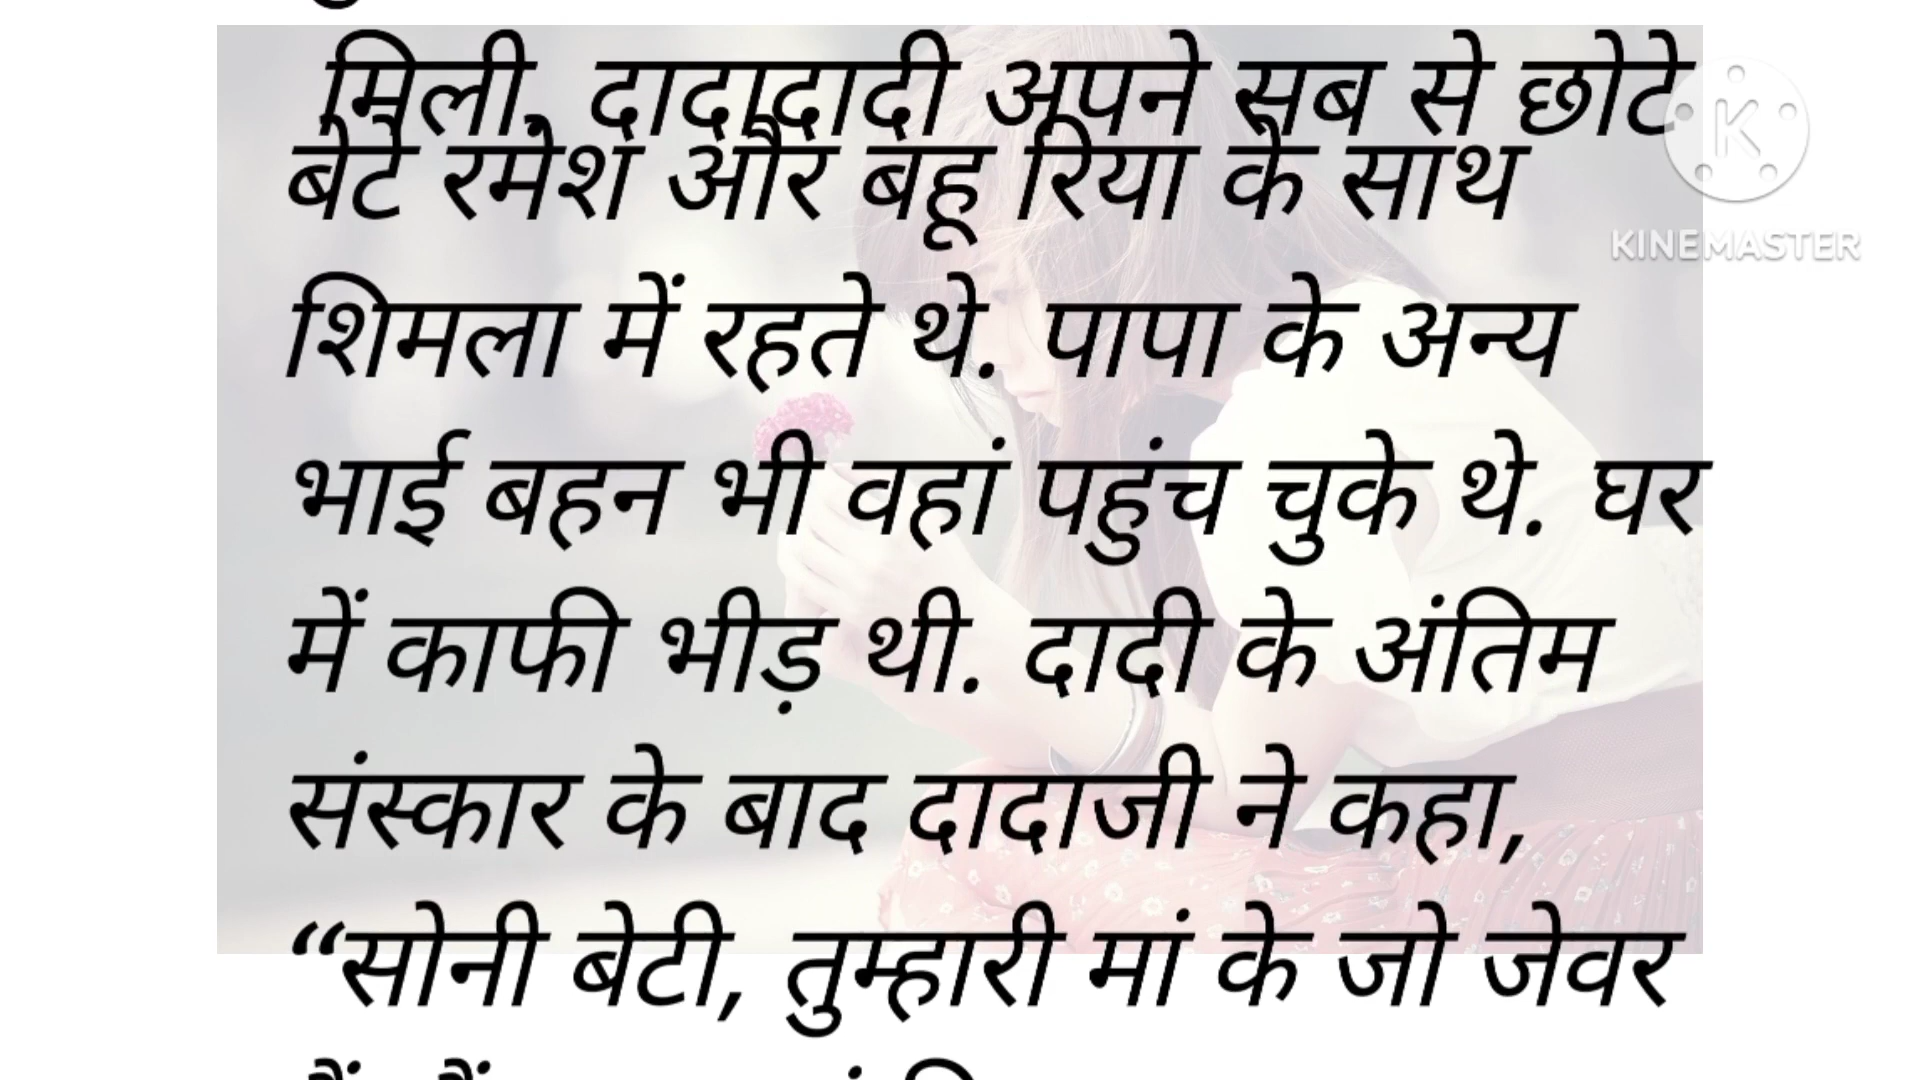 मिली. दादादादी अपने सब से छोटे
बेटे रमेश और बहू रिया के साथ
शिमला में रहते थे. पापा के अन्य
भाई बहन भी वहां पहुंच चुके थे. घर
में काफी भीड़ थी. दादी के अंतिम
संस्कार के बाद दादाजी ने कहा,
“सोनी बेटी, तुम्हारी मां के जो जेवर
KINEMASTER